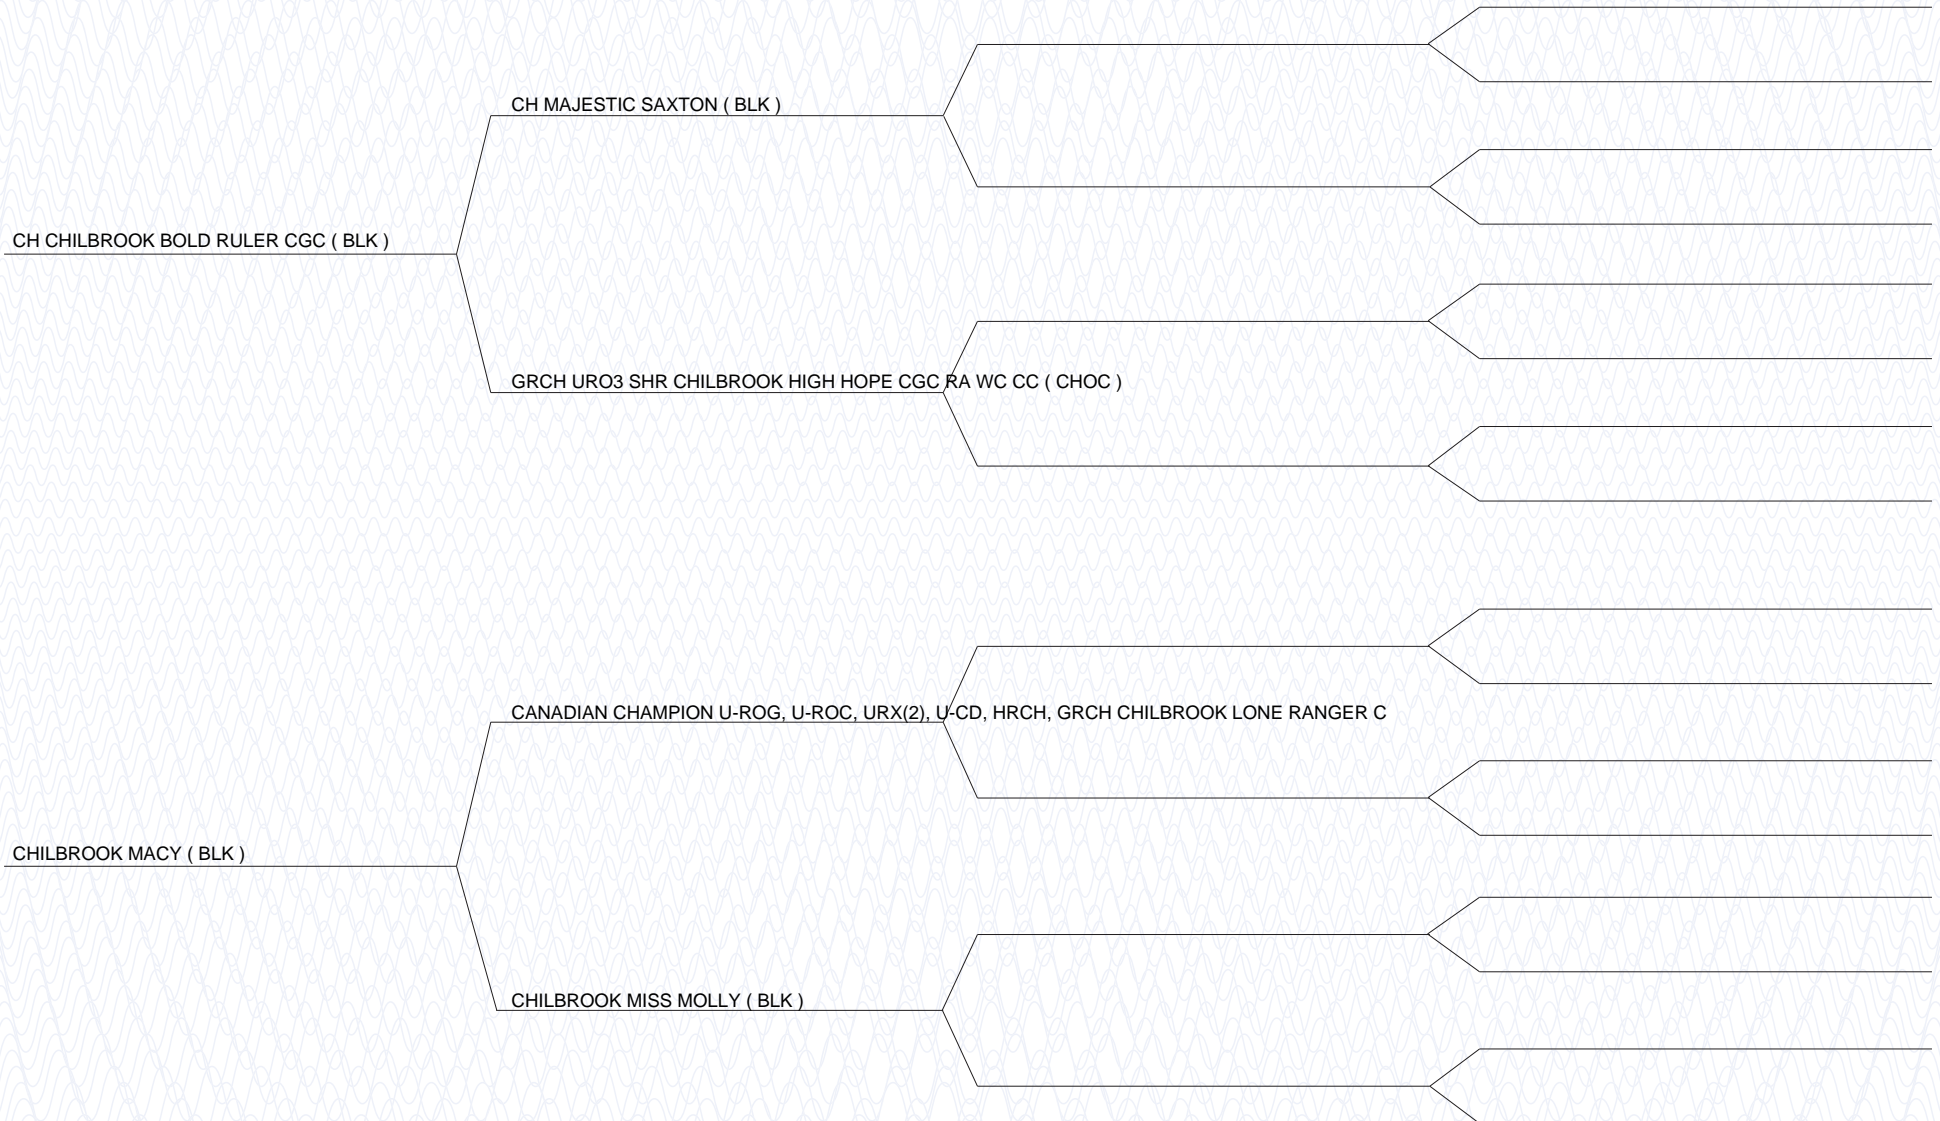 CH MAJESTIC SAXTON ( BLK )
CH CHILBROOK BOLD RULER CGC ( BLK )
GRCH URO3 SHR CHILBROOK HIGH HOPE CGC RA WC CC ( CHOC )
CANADIAN CHAMPION U-ROG, U-ROC, URX(2), U-CD, HRCH, GRCH CHILBROOK LONE RANGER C
CHILBROOK MACY ( BLK )
CHILBROOK MISS MOLLY ( BLK )